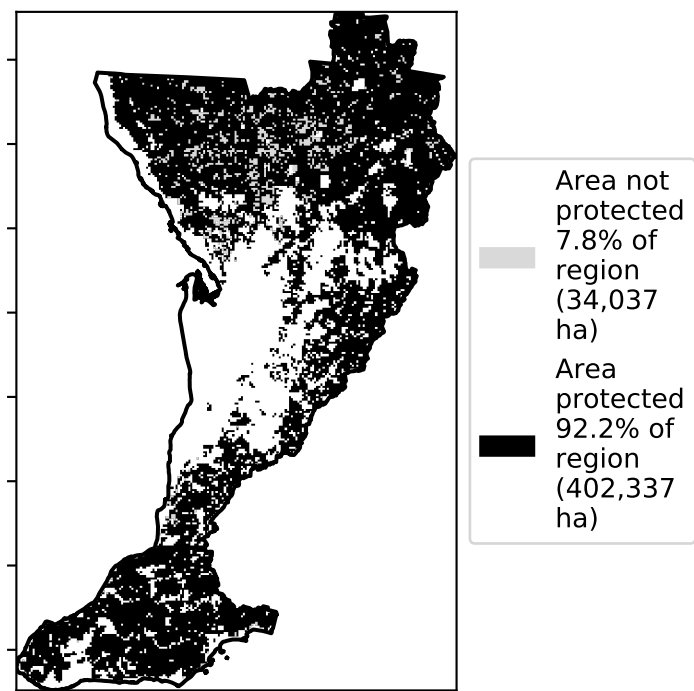 Area not
protected
7.8% of
region
(34,037
ha)
Area
protected
92.2% of
region
(402,337
ha)